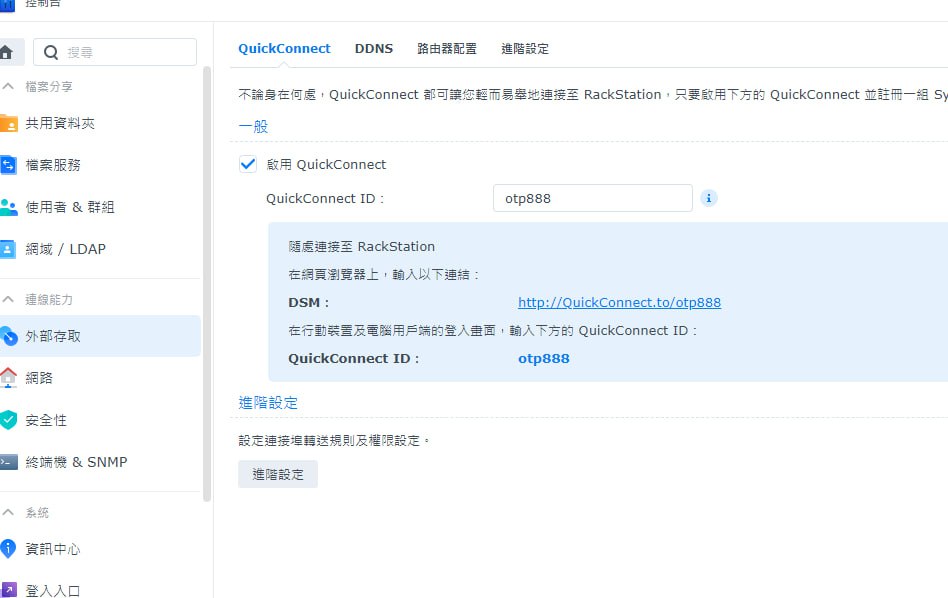 控制台
搜尋
檔案分享
共用資料夾
檔案服務
使用者 & 群組
網域 / LDAP
連線能力
外部存取
網路
安全性
終端機 & SNMP
系統
資訊中心
登入入口
QuickConnect DDNS 路由器配置 進階設定
不論身在何處，QuickConnect 都可讓您輕而易舉地連接至 RackStation，只要啟用下方的 QuickConnect 並註冊一組 Sy
一般
啟用 QuickConnect
QuickConnect ID： otp888
隨處連接至 RackStation
在網頁瀏覽器上，輸入以下連結：
DSM： http://QuickConnect.to/otp888
在行動裝置及電腦用戶端的登入畫面，輸入下方的 QuickConnect ID：
QuickConnect ID： otp888
進階設定
設定連接埠轉送規則及權限設定。
進階設定